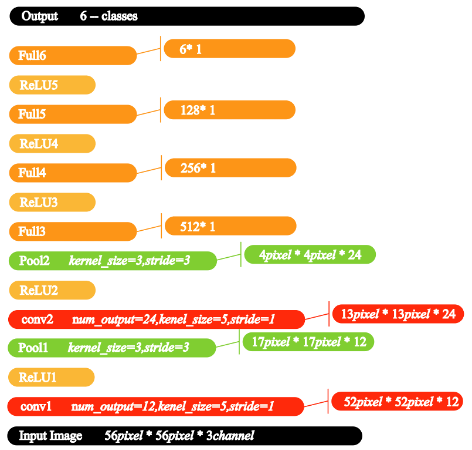 Output 6 – classes
Full6 6* 1
ReLU5
Full5 128* 1
ReLU4
Full4 256* 1
ReLU3
Full3 512* 1
Pool2 kernel_size=3,stride=3 4pixel * 4pixel * 24
ReLU2
conv2 num_output=24,kenel_size=5,stride=1 13pixel * 13pixel * 24
Pool1 kernel_size=3,stride=3 17pixel * 17pixel * 12
ReLU1
conv1 num_output=12,kenel_size=5,stride=1 52pixel * 52pixel * 12
Input Image 56pixel * 56pixel * 3channel